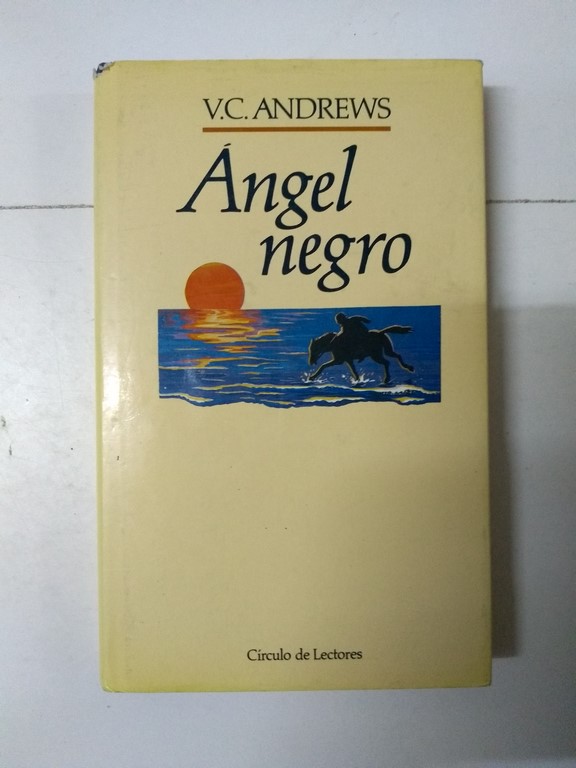 V.C. ANDREWS
Ángel
negro
Círculo de Lectores